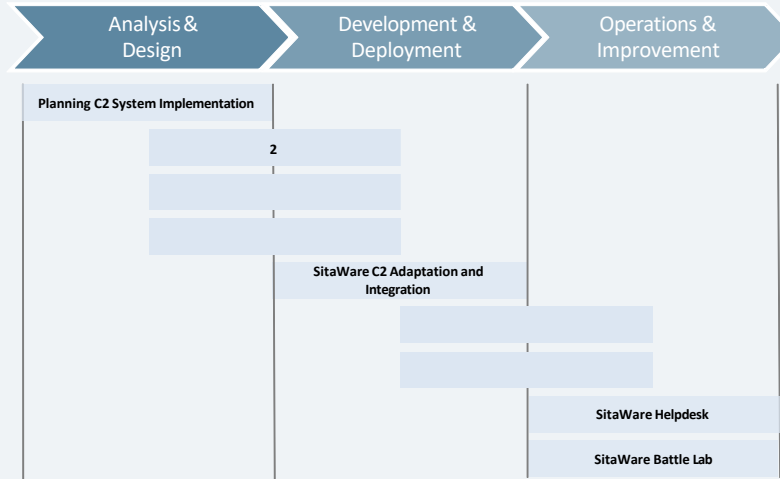 Analysis &
Design
Development &
Deployment
Operations &
Improvement
Planning C2 System Implementation
2
SitaWare C2 Adaptation and
Integration
SitaWare Helpdesk
SitaWare Battle Lab